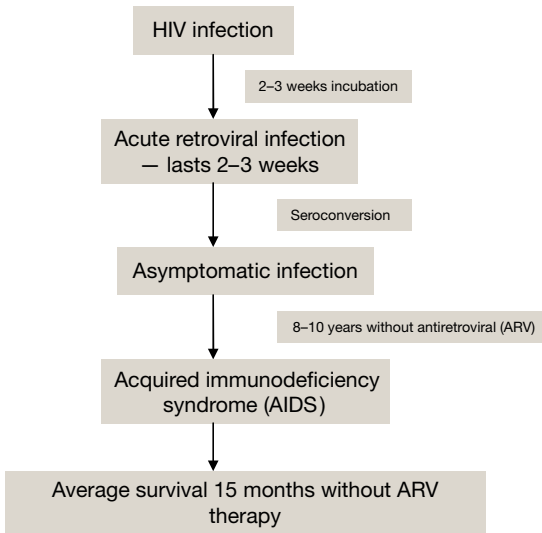 HIV infection
2–3 weeks incubation
Acute retroviral infection
— lasts 2–3 weeks
Seroconversion
Asymptomatic infection
8–10 years without antiretroviral (ARV)
Acquired immunodeficiency
syndrome (AIDS)
Average survival 15 months without ARV
therapy